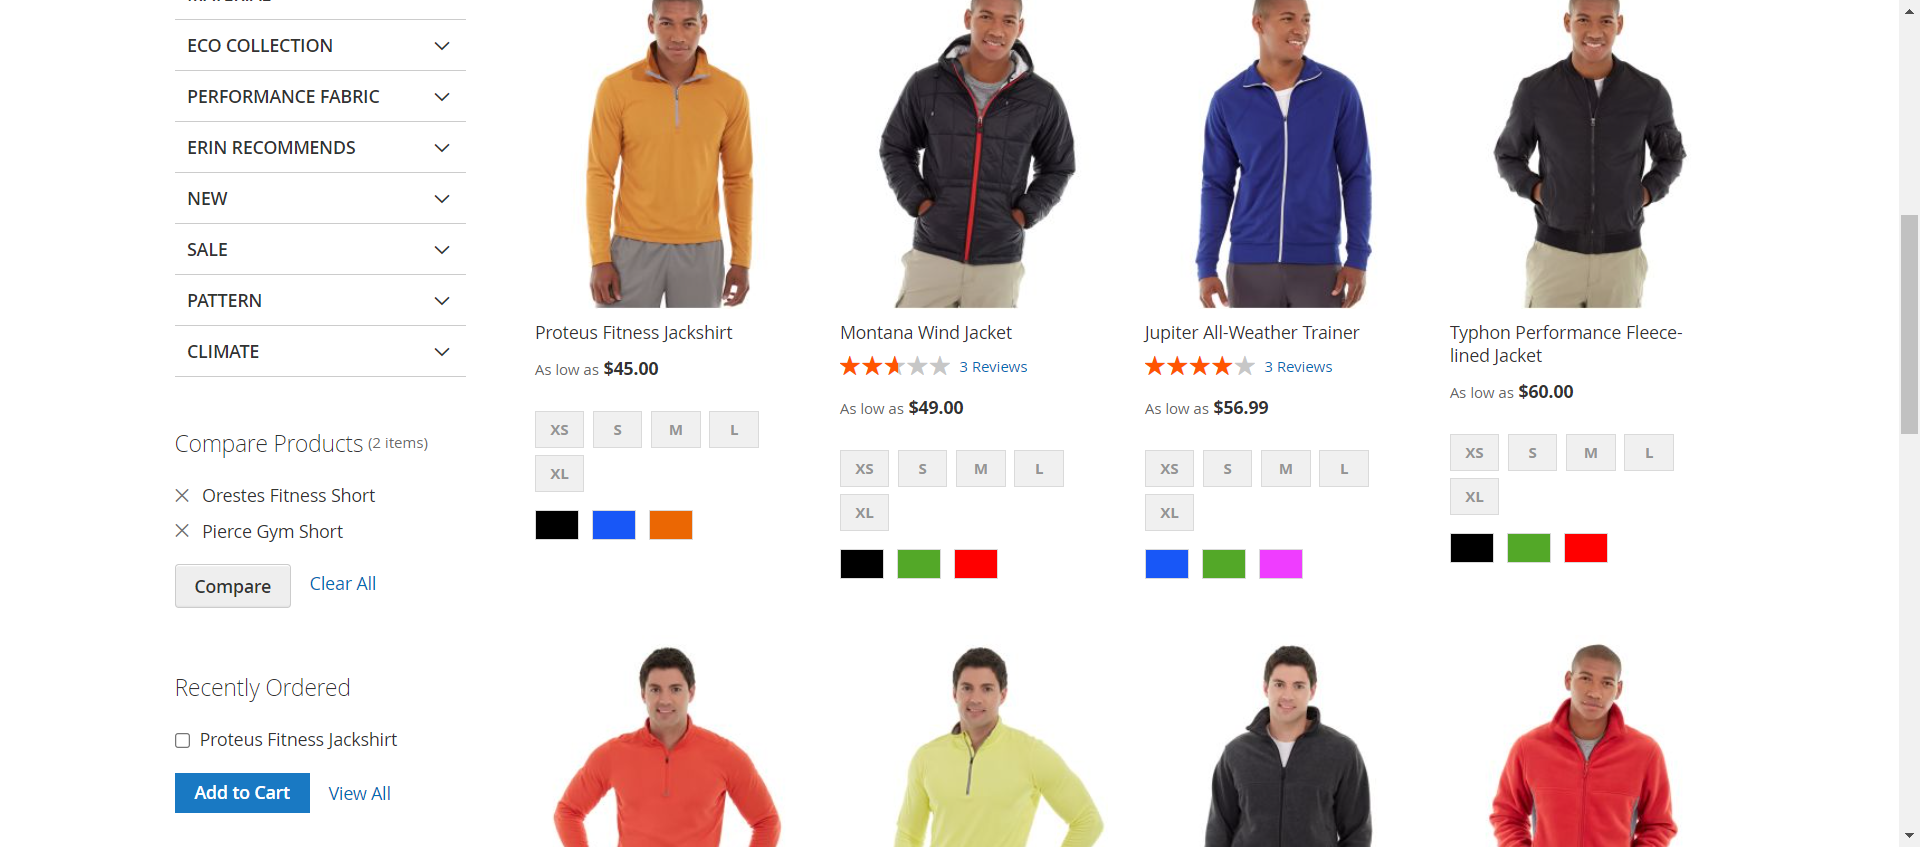 ECO COLLECTION
PERFORMANCE FABRIC
ERIN RECOMMENDS
NEW
SALE
PATTERN
CLIMATE
Compare Products (2 items)
Orestes Fitness Short
Pierce Gym Short
Compare Clear All
Recently Ordered
Proteus Fitness Jackshirt
Add to Cart View All
Proteus Fitness Jackshirt
As low as $45.00
XS S M L
XL
Montana Wind Jacket
3 Reviews
As low as $49.00
XS S M L
XL
Jupiter All-Weather Trainer
3 Reviews
As low as $56.99
XS S M L
XL
Typhon Performance Fleece-
lined Jacket
As low as $60.00
XS S M L
XL